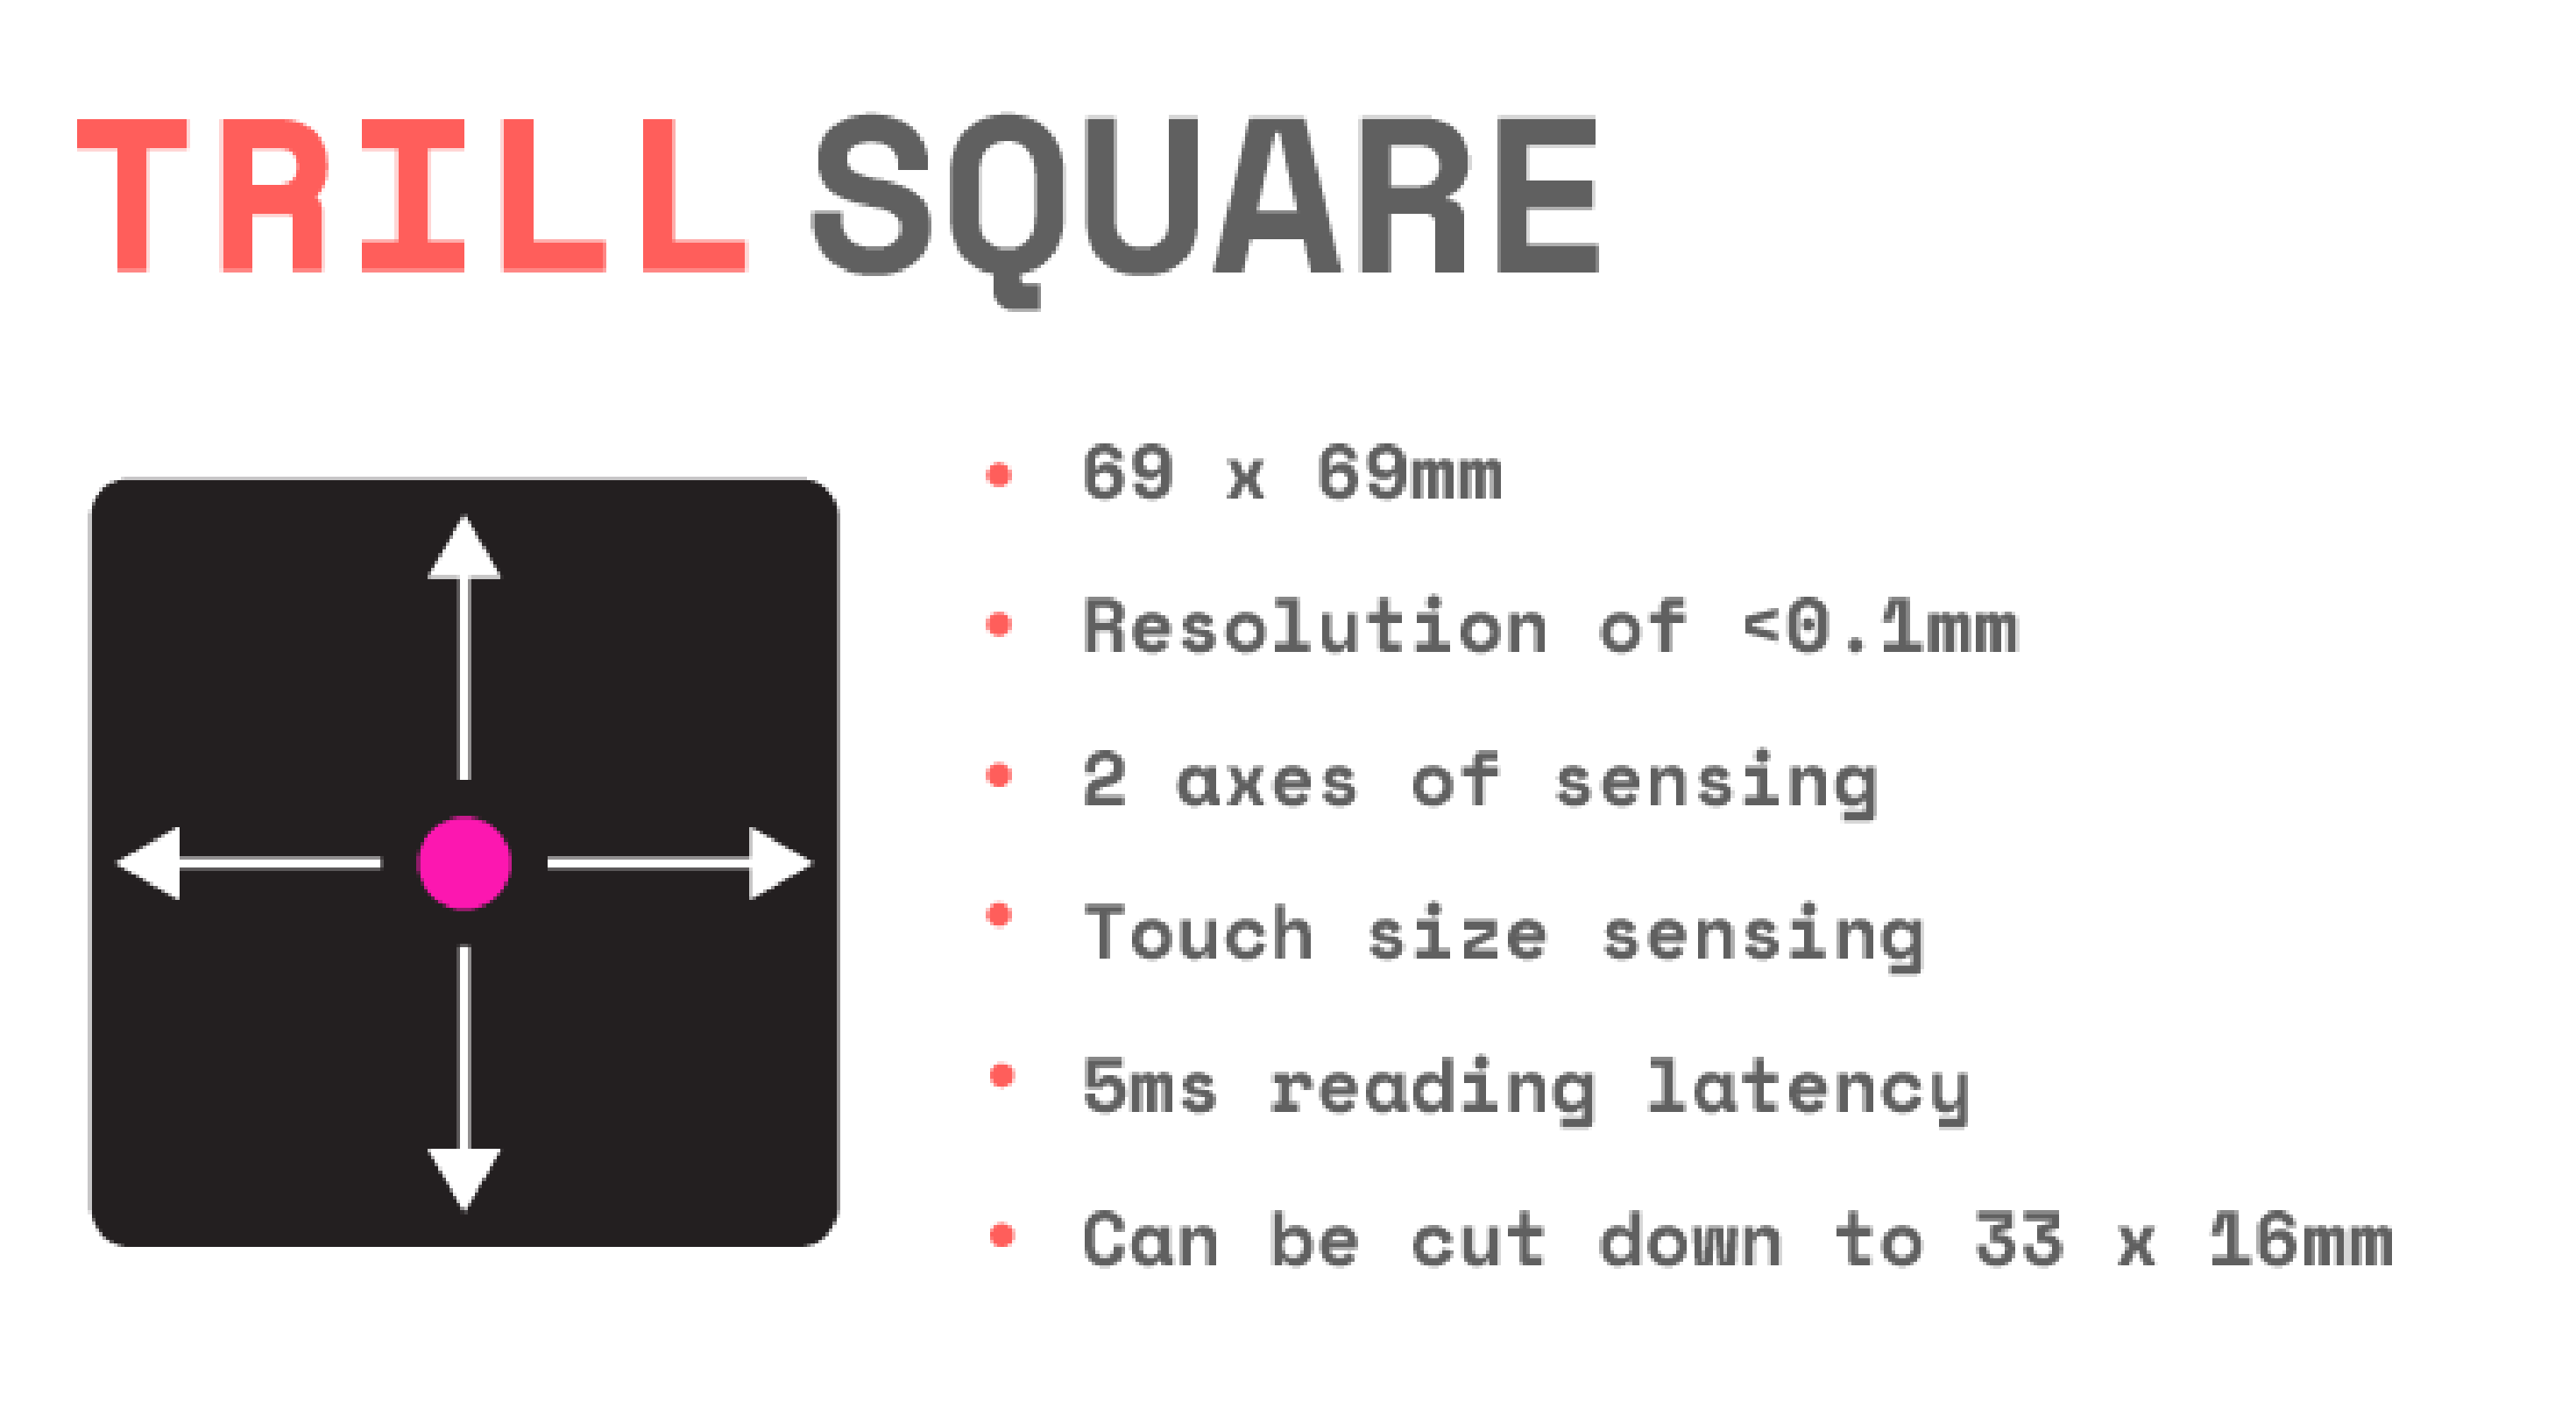 TRILL SQUARE
69 x 69mm
Resolution of <0.1mm
2 axes of sensing
Touch size sensing
5ms reading latency
Can be cut down to 33 x 16mm